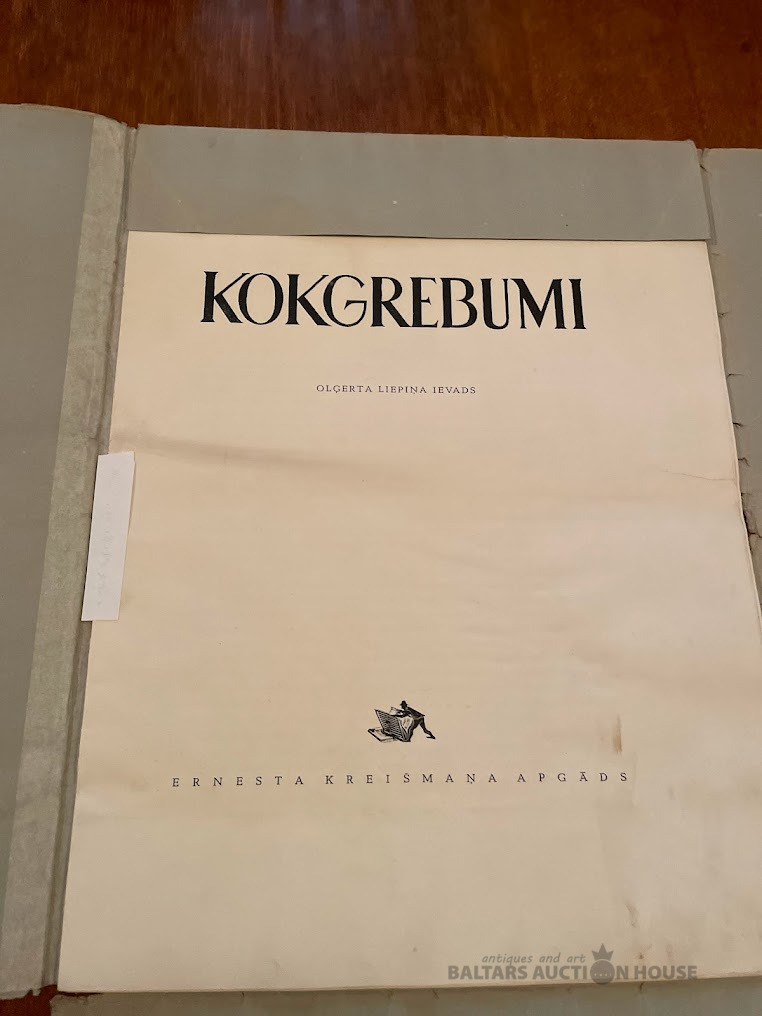 KOKGREBUMI
OLĢERTA LIEPIŅA IEVADS
ERNESTA KREIŠMAŅA APGĀDS
antiques and art
BALTARS AUCTION HOUSE